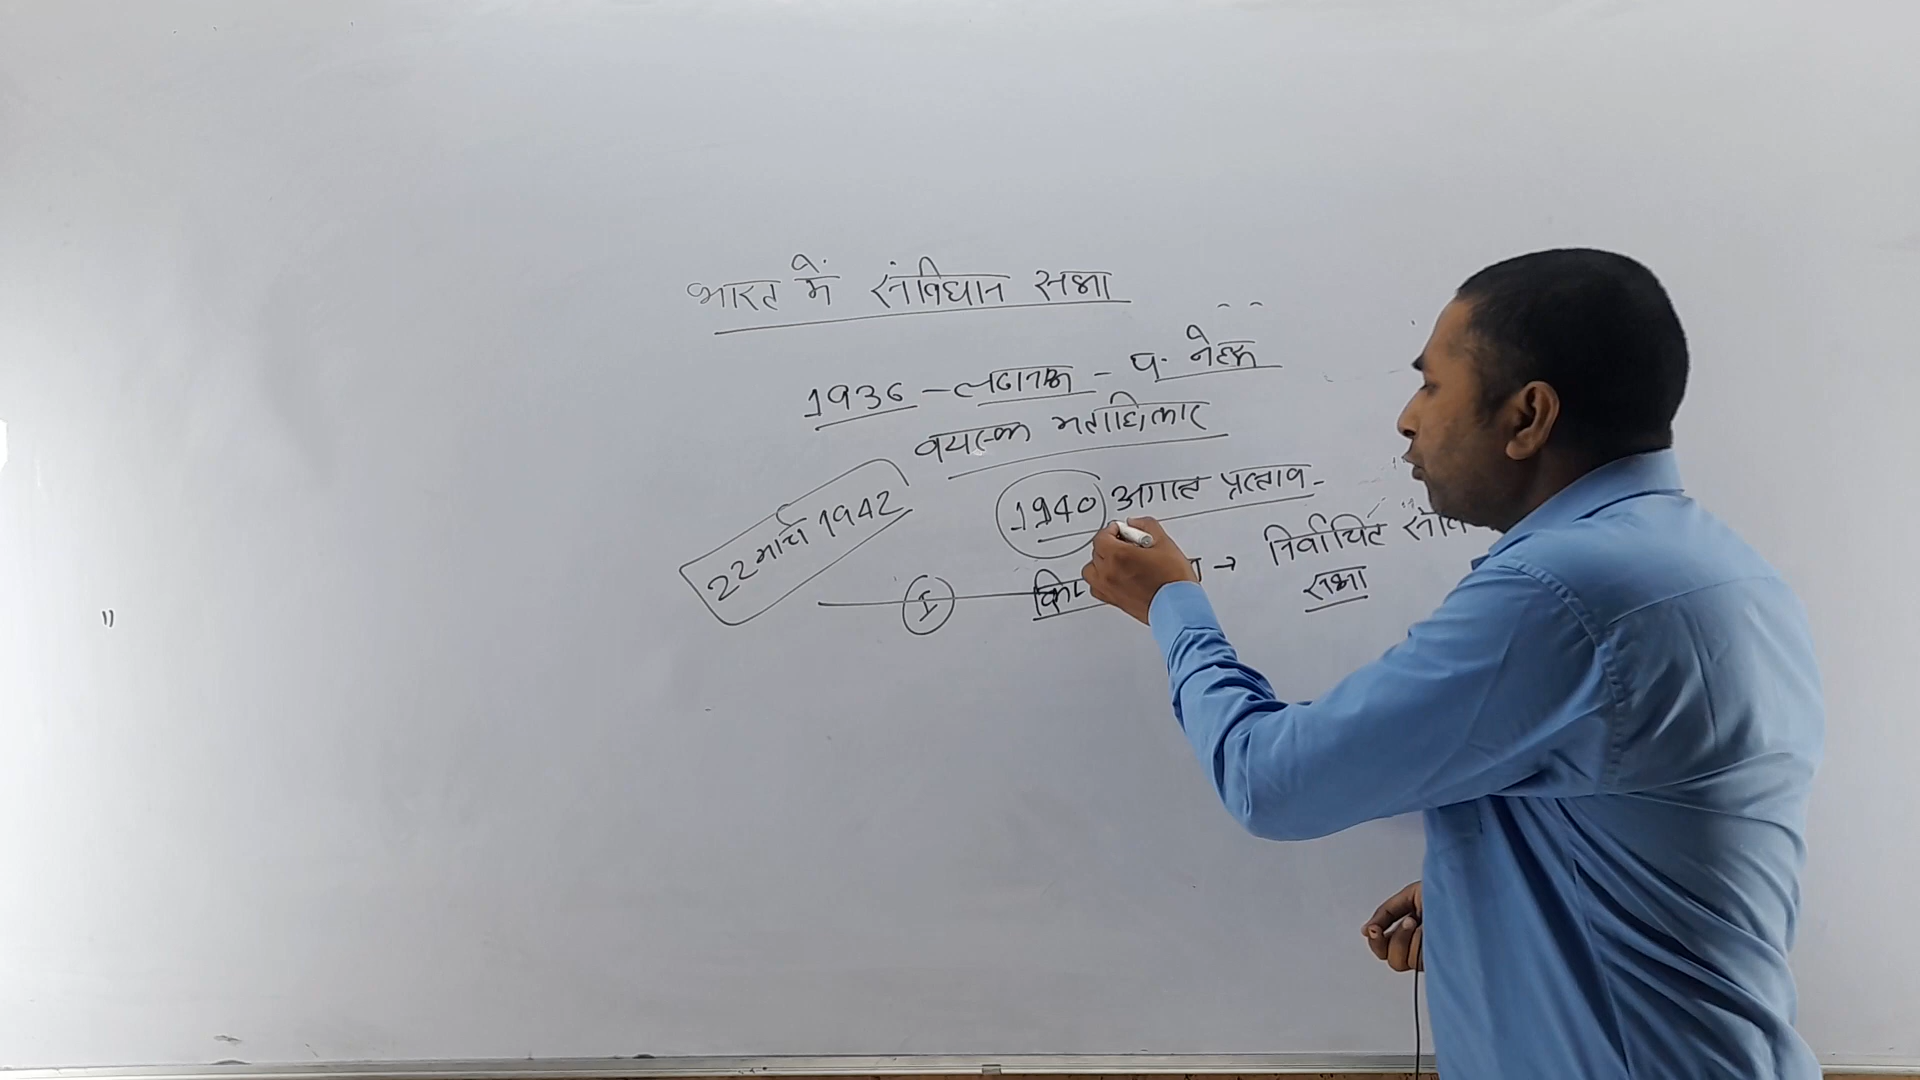 भारत में संविधान सभा
1936 - लखनऊ - पं. नेहरू
वयस्क मताधिकार
22 मार्च 1942
1940 अगस्त प्रस्ताव -
I
→ निर्वाचित
सभा